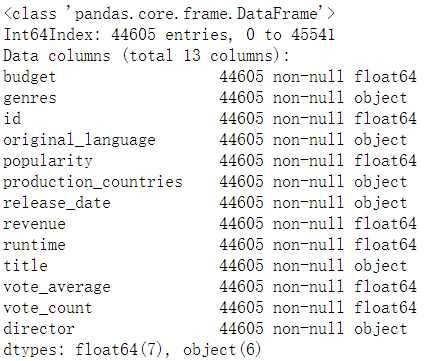 <class 'pandas.core.frame.DataFrame'>
Int64Index: 44605 entries, 0 to 45541
Data columns (total 13 columns):
budget                  44605 non-null float64
genres                  44605 non-null object
id                      44605 non-null float64
original_language       44605 non-null object
popularity              44605 non-null float64
production_countries    44605 non-null object
release_date            44605 non-null object
revenue                 44605 non-null float64
runtime                 44605 non-null float64
title                   44605 non-null object
vote_average            44605 non-null float64
vote_count              44605 non-null float64
director                44605 non-null object
dtypes: float64(7), object(6)